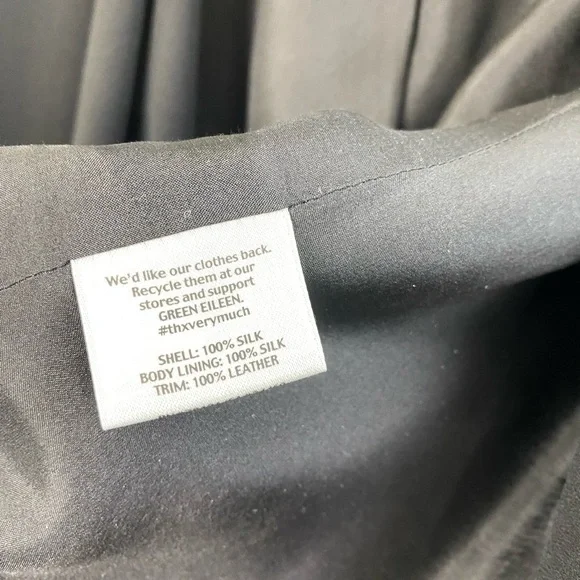 We'd like our clothes back.
Recycle them at our
stores and support
GREEN EILEEN.
#thxverymuch
SHELL: 100% SILK
BODY LINING: 100% SILK
TRIM: 100% LEATHER